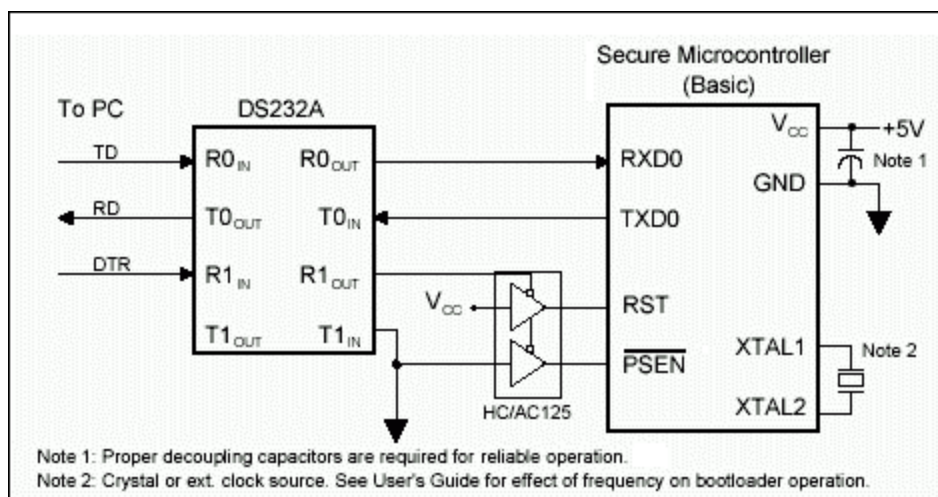 Secure Microcontroller
(Basic)
To PC
DS232A
TD
RD
DTR
R0IN
R0OUT
T0OUT
T0IN
R1IN
R1OUT
T1OUT
T1IN
VCC
HC/AC125
RXD0
TXD0
RST
PSEN
VCC
GND
XTAL1
XTAL2
+5V
Note 1
Note 2
Note 1: Proper decoupling capacitors are required for reliable operation.
Note 2: Crystal or ext. clock source. See User's Guide for effect of frequency on bootloader operation.